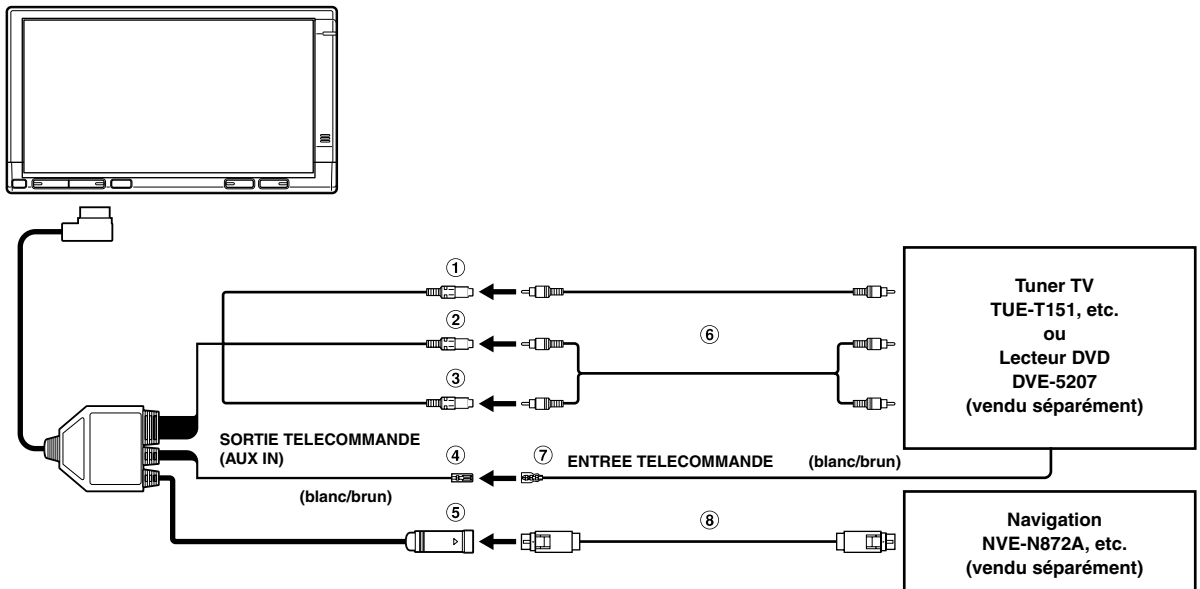 ①
Tuner TV
TUE-T151, etc.
ou
Lecteur DVD
DVE-5207
(vendu séparément)
②
⑥
③
SORTIE TELECOMMANDE
(AUX IN)
④
⑦
ENTREE TELECOMMANDE
(blanc/brun)
(blanc/brun)
⑤
⑧
Navigation
NVE-N872A, etc.
(vendu séparément)